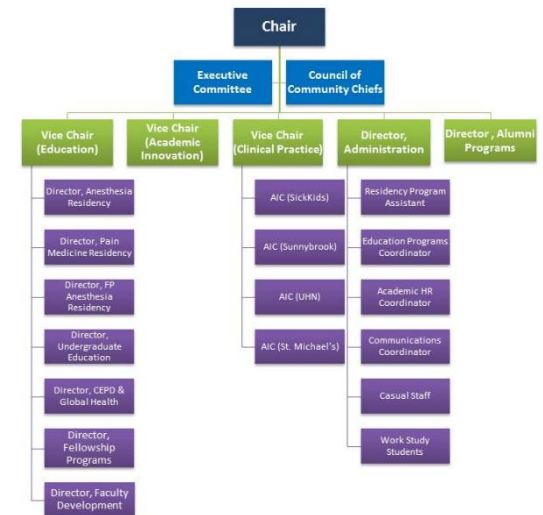 Chair
Executive
Committee
Council of
Community Chiefs
Vice Chair
(Education)
Vice Chair
(Academic
Innovation)
Vice Chair
(Clinical Practice)
Director,
Administration
Director , Alumni
Programs
Director, Anesthesia
Residency
Director, Pain
Medicine Residency
Director, FP
Anesthesia
Residency
Director,
Undergraduate
Education
Director, CEPD &
Global Health
Director,
Fellowship
Programs
Director, Faculty
Development
AIC (SickKids)
AIC (Sunnybrook)
AIC (UHN)
AIC (St. Michael's)
Residency Program
Assistant
Education Programs
Coordinator
Academic HR
Coordinator
Communications
Coordinator
Casual Staff
Work Study
Students